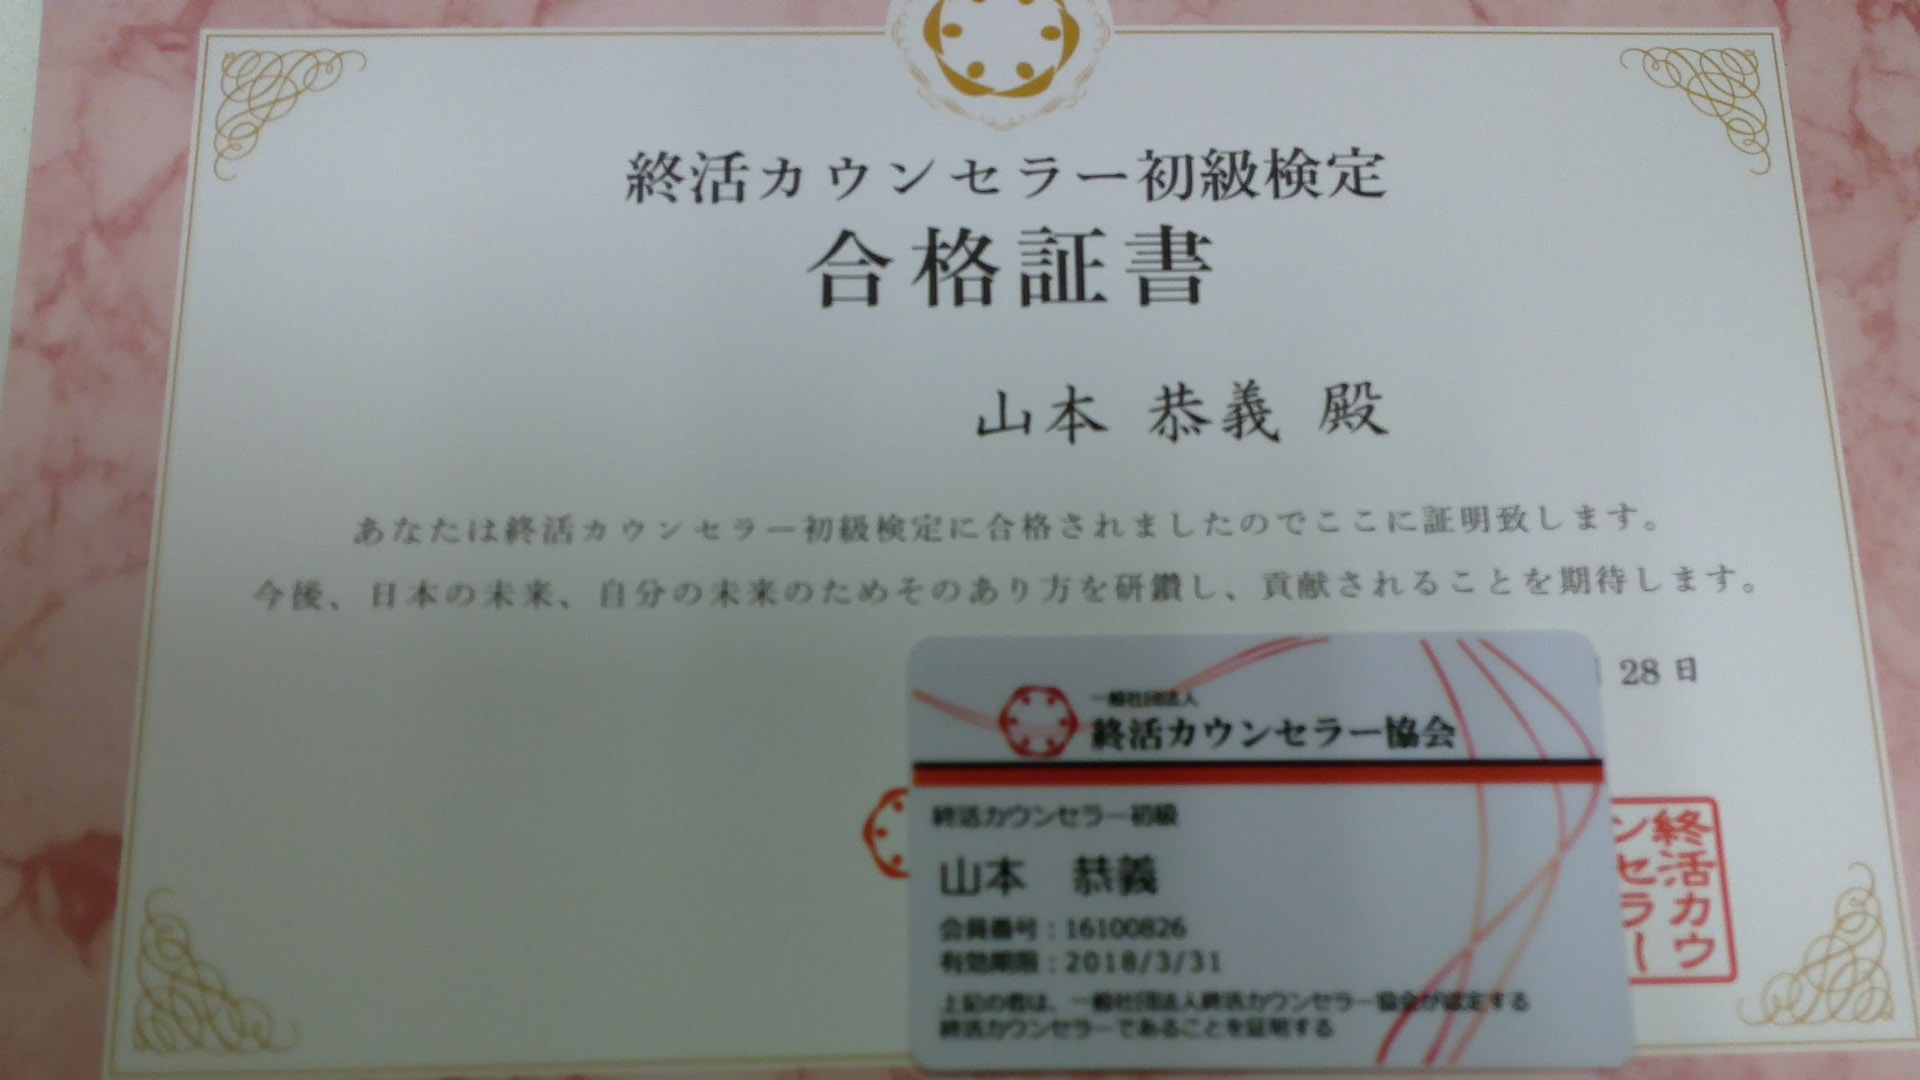 終活カウンセラー初級検定
合格証書
山本 恭義 殿
あなたは終活カウンセラー初級検定に合格されましたのでここに証明致します。
今後、日本の未来、自分の未来のためそのあり方を研鑽し、貢献されることを期待します。
28日
一般社団法人
終活カウンセラー協会
終活カウンセラー初級
山本 恭義
会員番号：16100826
有効期限：2018/3/31
上記の者は、一般社団法人終活カウンセラー協会が認定する
終活カウンセラーであることを証明する
終活カウ
ンセラー